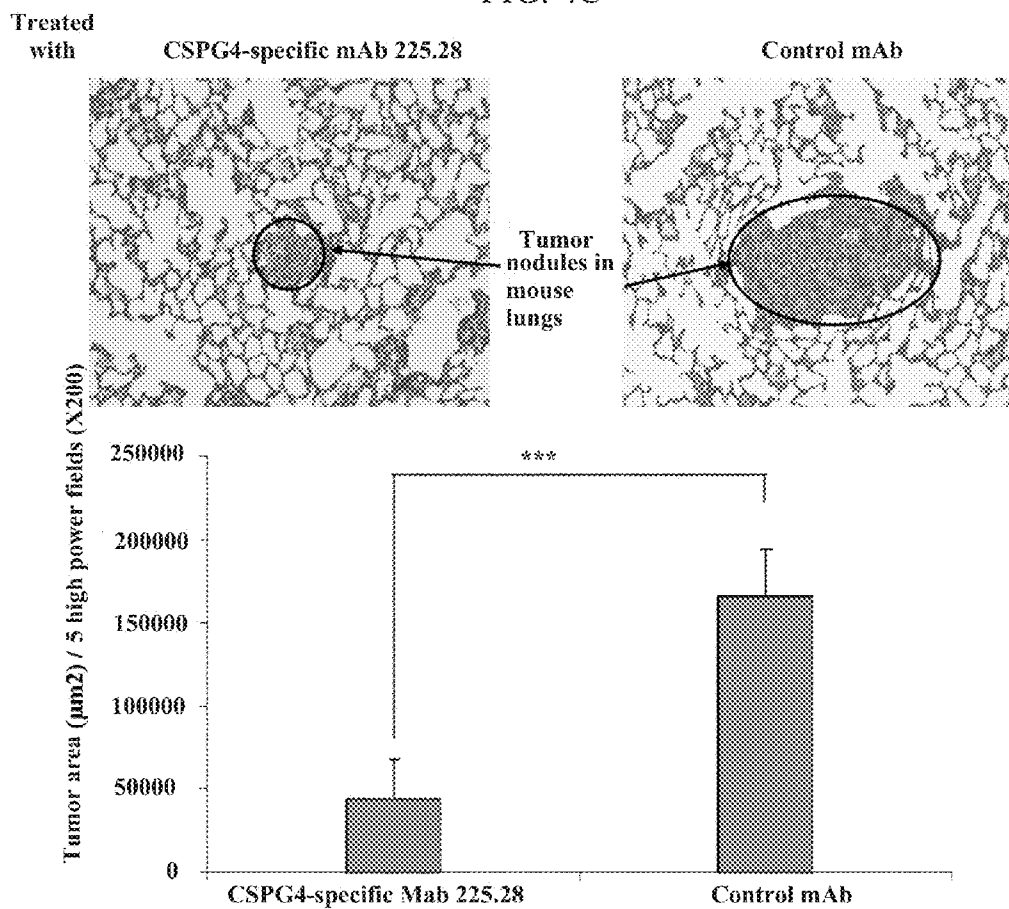 Treated
with
CSPG4-specific mAb 225.28
Control mAb
Tumor
nodules in
mouse
lungs
Tumor area (µm2) / 5 high power fields (X200)
250000
200000
150000
100000
50000
0
***
CSPG4-specific Mab 225.28
Control mAb